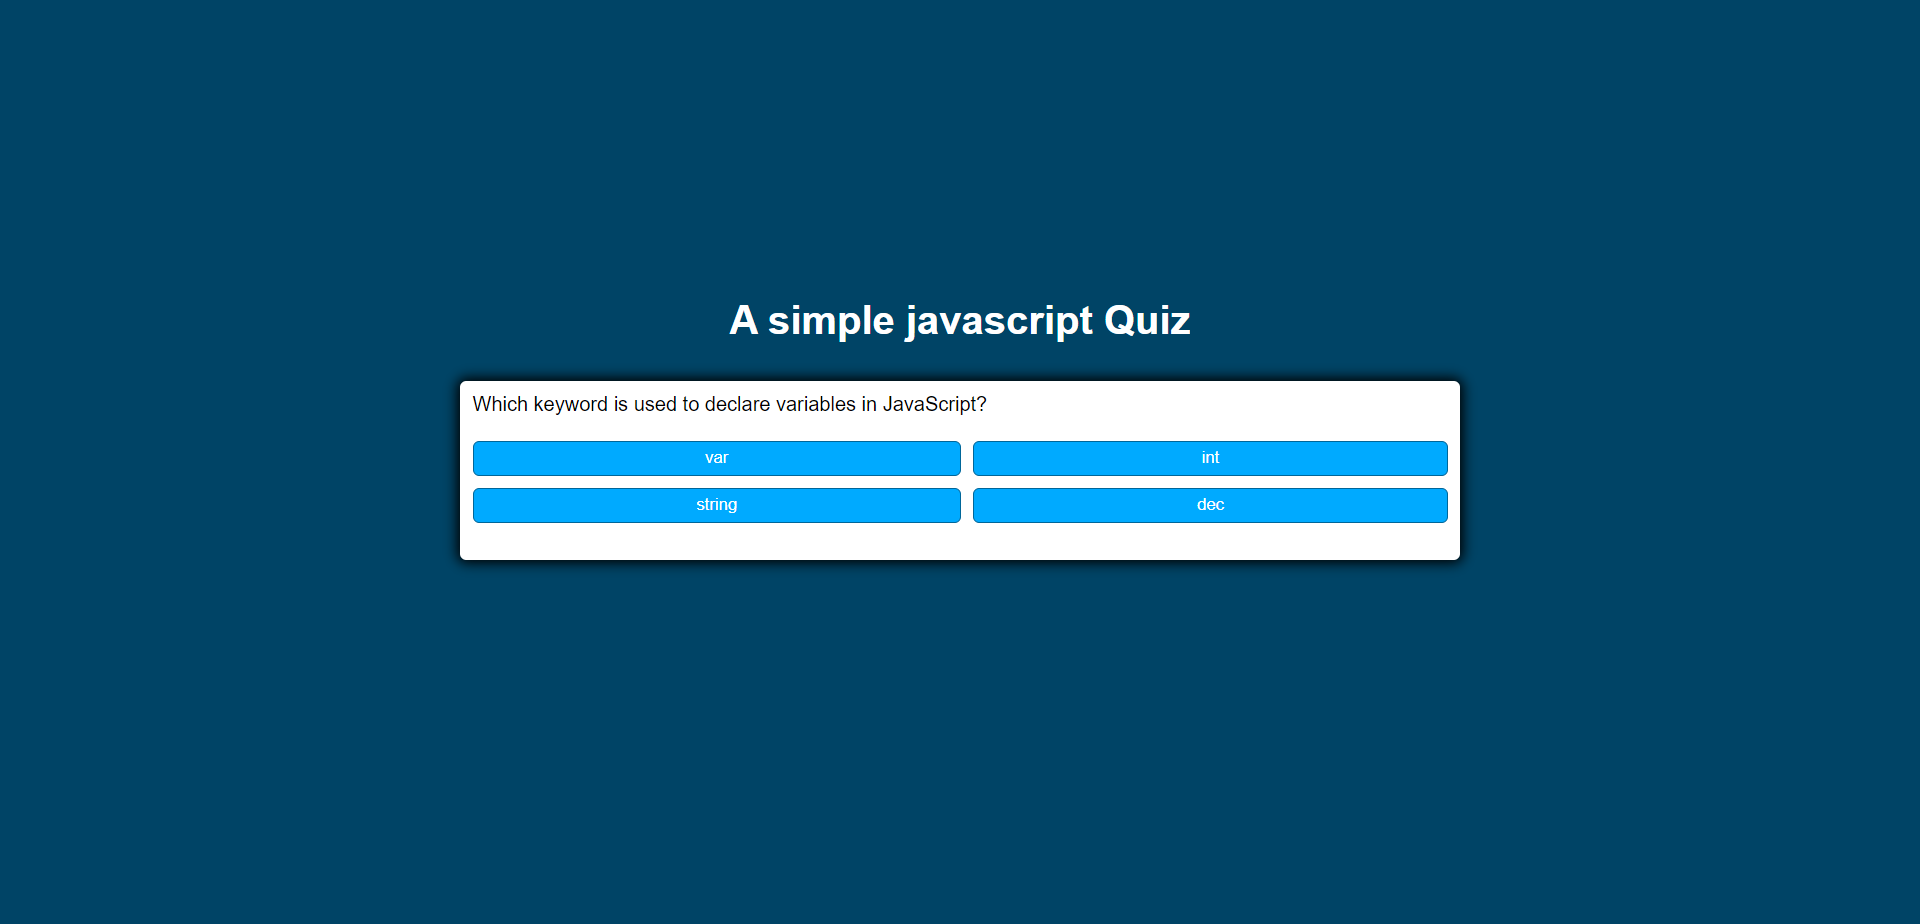 A simple javascript Quiz
Which keyword is used to declare variables in JavaScript?
var
int
string
dec